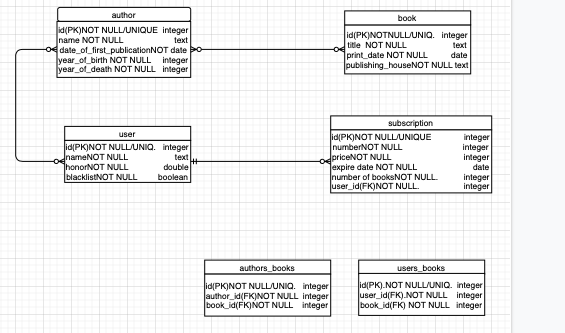 author
id(PK)NOT NULL/UNIQUE integer
name NOT NULL text
date_of_first_publicationNOT date
year_of_birth NOT NULL integer
year_of_death NOT NULL integer
book
id(PK)NOTNULL/UNIQ. integer
title NOT NULL text
print_date NOT NULL date
publishing_houseNOT NULL text
user
id(PK)NOT NULL/UNIQ. integer
nameNOT NULL text
honorNOT NULL double
blacklistNOT NULL boolean
subscription
id(PK)NOT NULL/UNIQUE integer
numberNOT NULL integer
priceNOT NULL integer
expire date NOT NULL date
number of booksNOT NULL. integer
user_id(FK)NOT NULL. integer
authors_books
id(PK)NOT NULL/UNIQ. integer
author_id(FK)NOT NULL integer
book_id(FK)NOT NULL integer
users_books
id(PK).NOT NULL/UNIQ. integer
user_id(FK).NOT NULL integer
book_id(FK) NOT NULL integer